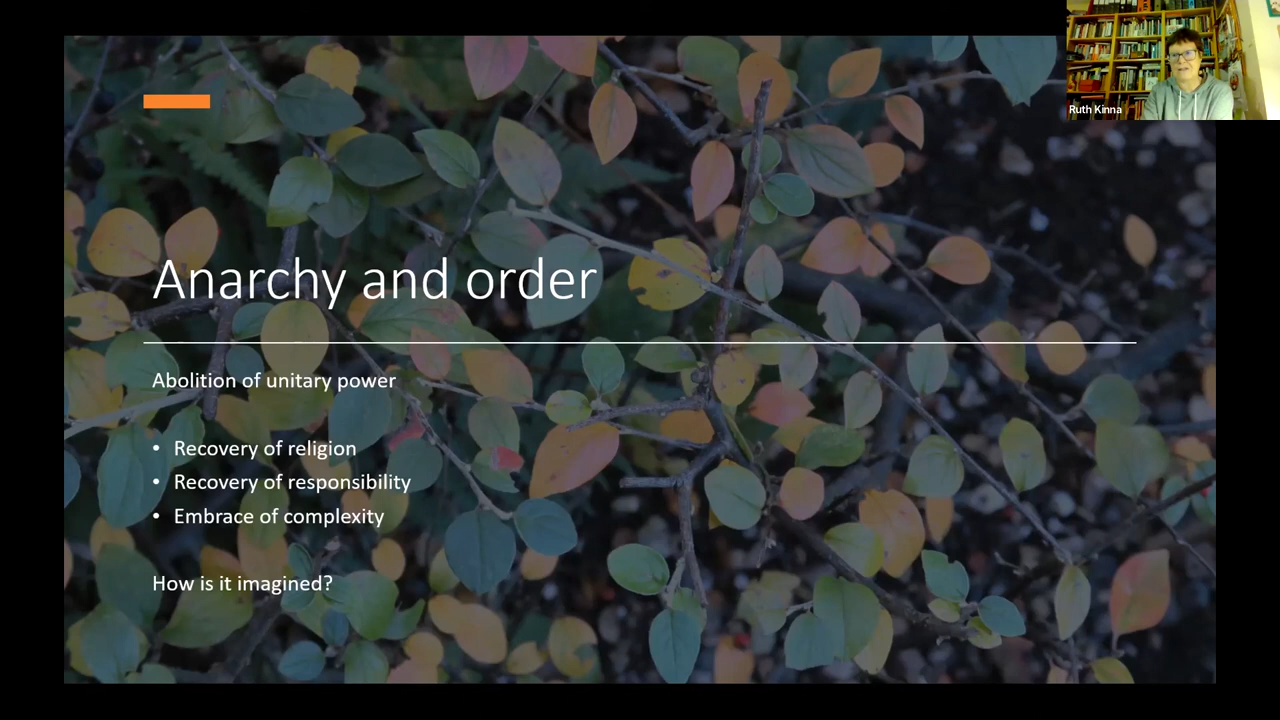 Ruth Kinna
Anarchy and order
Abolition of unitary power
• Recovery of religion
• Recovery of responsibility
• Embrace of complexity
How is it imagined?